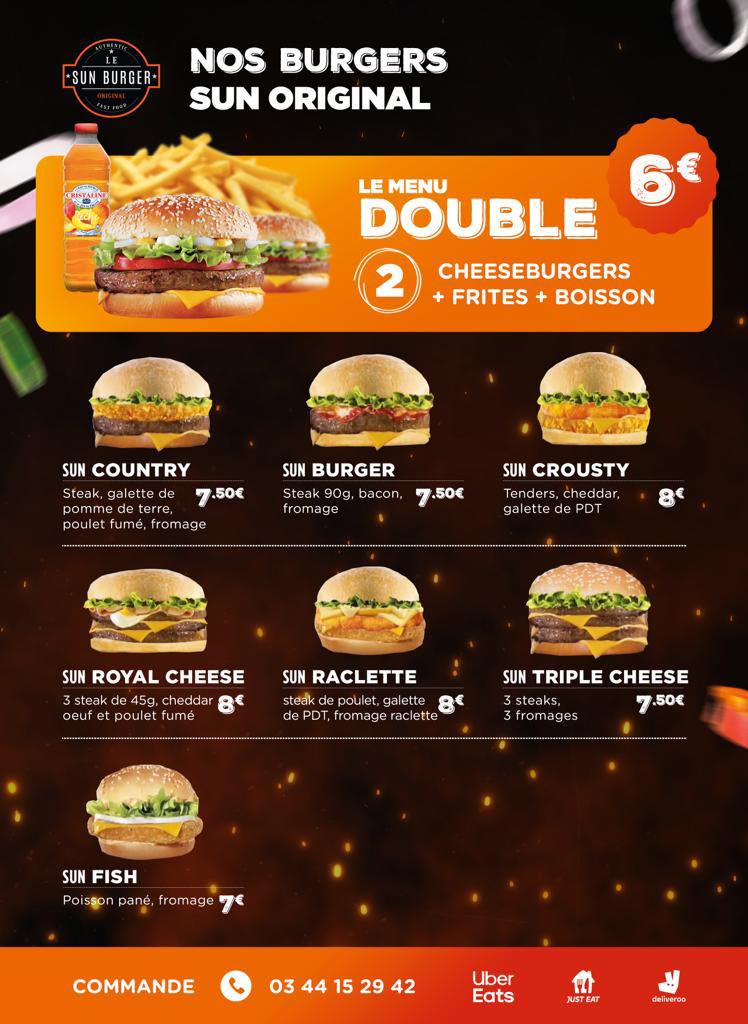 AUTHENTIC
LE
SUN BURGER
ORIGINAL
FAST FOOD
NOS BURGERS
SUN ORIGINAL
CRISTALINE
6€
LE MENU
DOUBLE
2 CHEESEBURGERS
+ FRITES + BOISSON
SUN COUNTRY
Steak, galette de
pomme de terre,
poulet fumé, fromage
7.50€
SUN BURGER
Steak 90g, bacon,
fromage
7.50€
SUN CROUSTY
Tenders, cheddar,
galette de PDT
8€
SUN ROYAL CHEESE
3 steak de 45g, cheddar
oeuf et poulet fumé
8€
SUN RACLETTE
steak de poulet, galette
de PDT, fromage raclette
8€
SUN TRIPLE CHEESE
3 steaks,
3 fromages
7.50€
SUN FISH
Poisson pané, fromage
7€
COMMANDE 03 44 15 29 42
Uber
Eats
JUST EAT
deliveroo